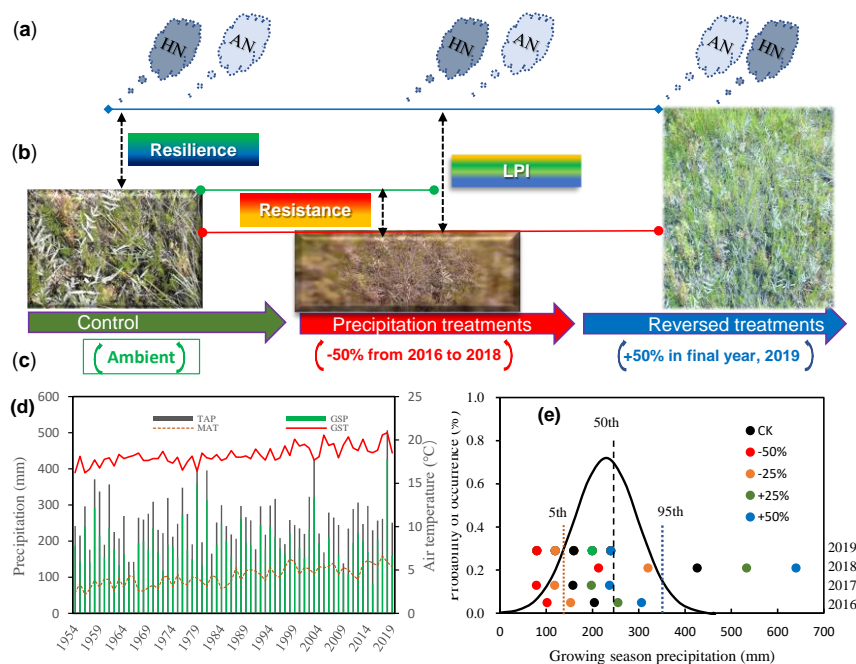 (a)
HN
AN
HN
AN
AN
HN
(b)
Resilience
LPI
Resistance
Control
Precipitation treatments
Reversed treatments
(c)
(Ambient)
(-50% from 2016 to 2018)
(+50% in final year, 2019)
(d)
600
500
400
300
200
100
0
Precipitation (mm)
TAP
GSP
MAT
GST
25
20
15
10
5
0
Air temperature (℃)
1954
1959
1964
1969
1974
1979
1984
1989
1994
1999
2004
2009
2014
2019
(e)
1.0
0.8
0.6
0.4
0.2
0.0
Probability of occurrence (%)
50th
5th
95th
CK
-50%
-25%
+25%
+50%
2019
2018
2017
2016
0
100
200
300
400
500
600
700
Growing season precipitation (mm)